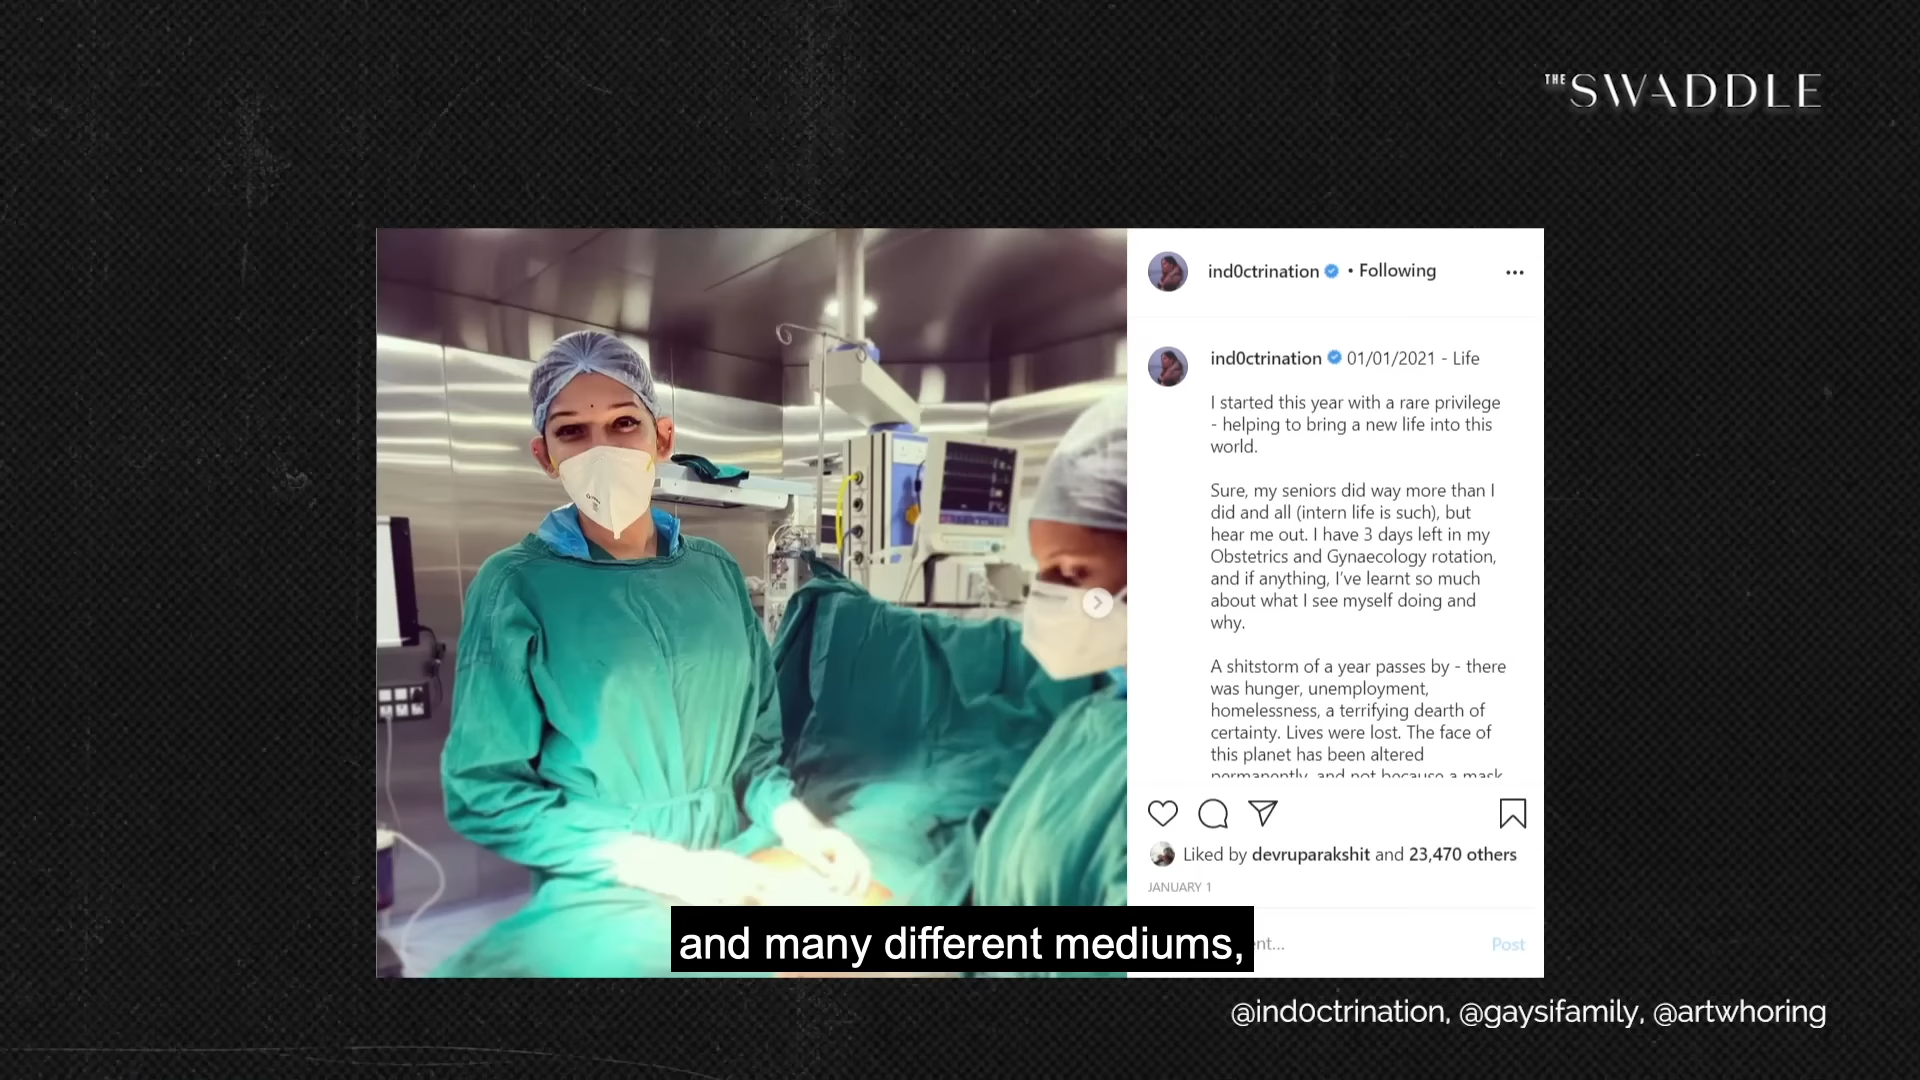 THE SWADDLE
ind0ctrination • Following
ind0ctrination 01/01/2021 - Life
I started this year with a rare privilege
- helping to bring a new life into this
world.
Sure, my seniors did way more than I
did and all (intern life is such), but
hear me out. I have 3 days left in my
Obstetrics and Gynaecology rotation,
and if anything, I've learnt so much
about what I see myself doing and
why.
A shitstorm of a year passes by - there
was hunger, unemployment,
homelessness, a terrifying dearth of
certainty. Lives were lost. The face of
this planet has been altered
permanently, and not because a mask
Liked by devruparakshit and 23,470 others
JANUARY 1
and many different mediums,
Post
@ind0ctrination, @gaysifamily, @artwhoring